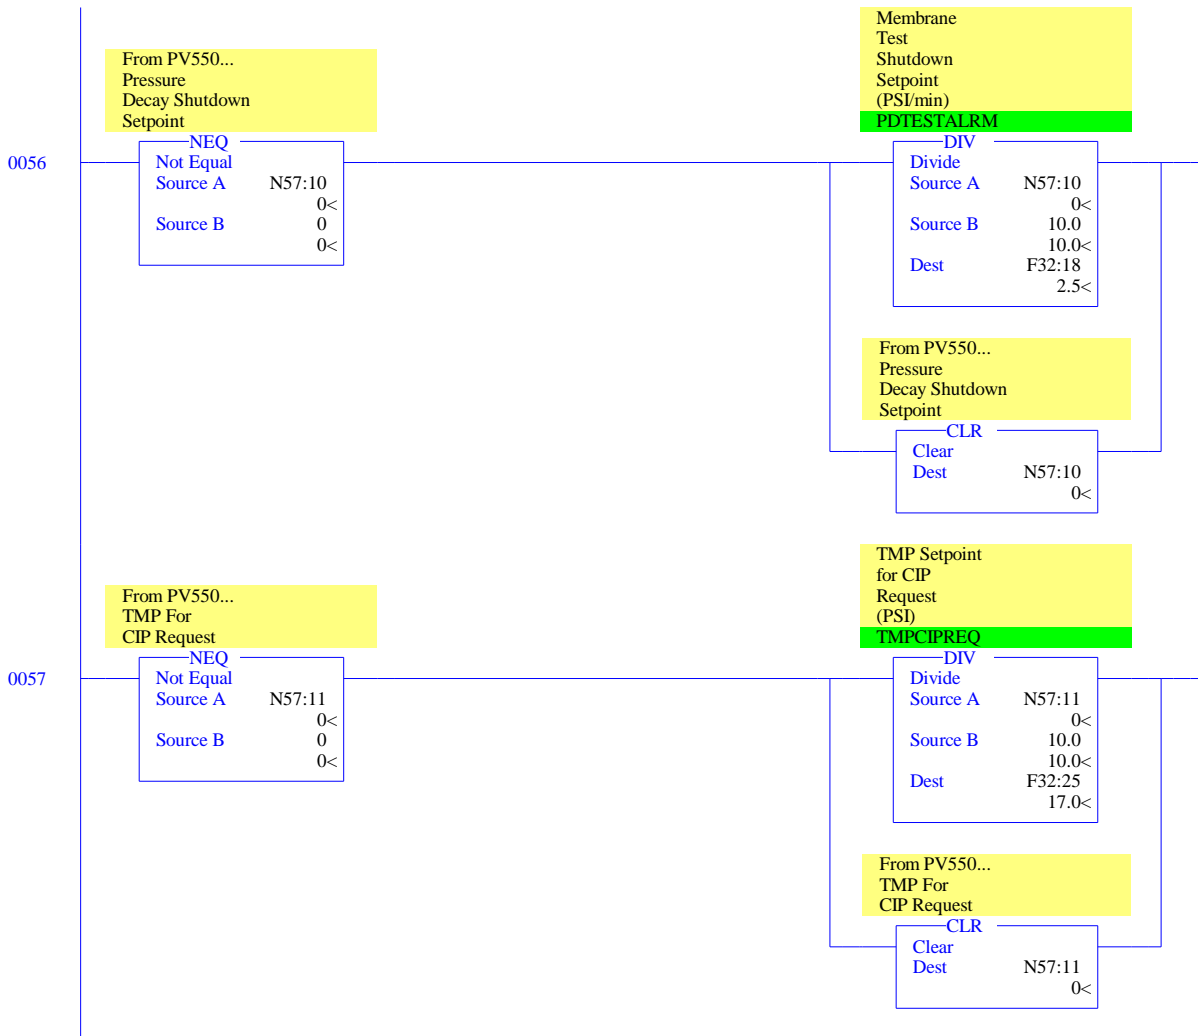 From PV550...
Pressure
Decay Shutdown
Setpoint
Membrane
Test
Shutdown
Setpoint
(PSI/min)
PDTESTALRM
0056
NEQ
Not Equal
Source A N57:10
0<
Source B 0
0<
DIV
Divide
Source A N57:10
0<
Source B 10.0
10.0<
Dest F32:18
2.5<
From PV550...
Pressure
Decay Shutdown
Setpoint
CLR
Clear
Dest N57:10
0<
From PV550...
TMP For
CIP Request
TMP Setpoint
for CIP
Request
(PSI)
TMPCIPREQ
0057
NEQ
Not Equal
Source A N57:11
0<
Source B 0
0<
DIV
Divide
Source A N57:11
0<
Source B 10.0
10.0<
Dest F32:25
17.0<
From PV550...
TMP For
CIP Request
CLR
Clear
Dest N57:11
0<